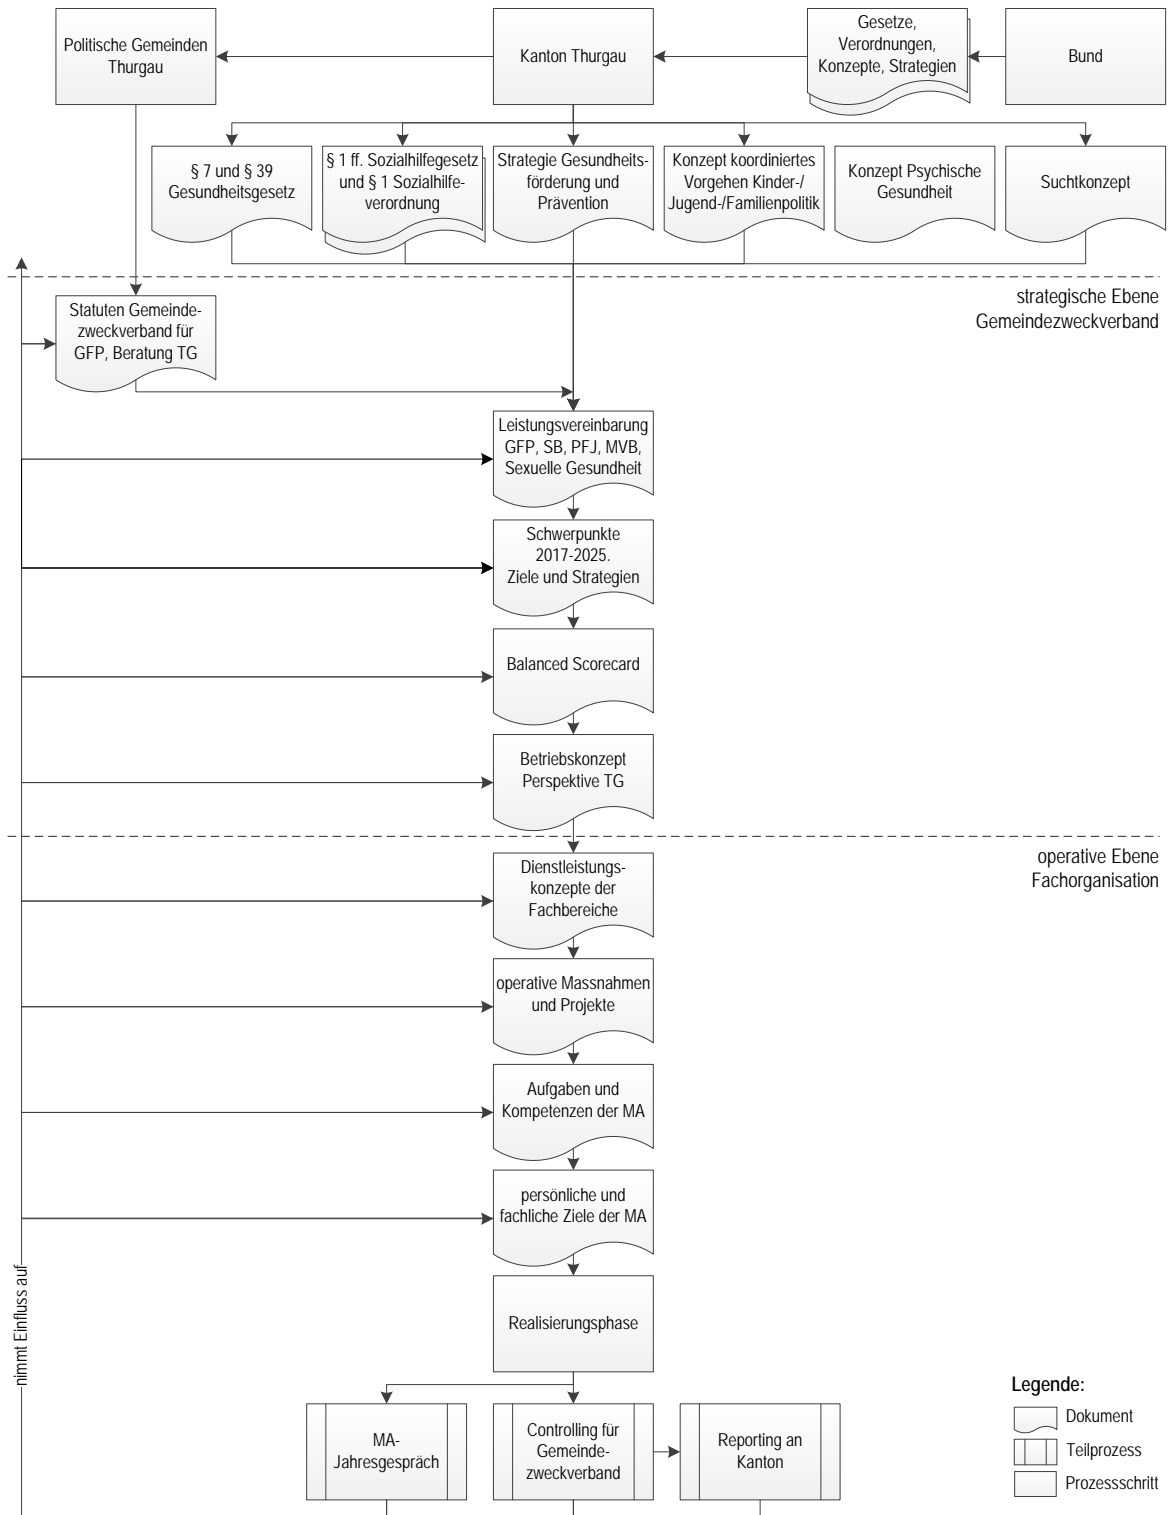 Politische Gemeinden
Thurgau
Kanton Thurgau
Gesetze,
Verordnungen,
Konzepte, Strategien
Bund
§ 7 und § 39
Gesundheitsgesetz
§ 1 ff. Sozialhilfegesetz
und § 1 Sozialhilfe-
verordnung
Strategie Gesundheits-
förderung und
Prävention
Konzept koordiniertes
Vorgehen Kinder-/
Jugend-/Familienpolitik
Konzept Psychische
Gesundheit
Suchtkonzept
strategische Ebene
Gemeindezweckverband
Statuten Gemeinde-
zweckverband für
GFP, Beratung TG
Leistungsvereinbarung
GFP, SB, PFJ, MVB,
Sexuelle Gesundheit
Schwerpunkte
2017-2025.
Ziele und Strategien
Balanced Scorecard
Betriebskonzept
Perspektive TG
operative Ebene
Fachorganisation
Dienstleistungs-
konzepte der
Fachbereiche
operative Massnahmen
und Projekte
Aufgaben und
Kompetenzen der MA
persönliche und
fachliche Ziele der MA
nimmt Einfluss auf
Realisierungsphase
MA-
Jahresgespräch
Controlling für
Gemeinde-
zweckverband
Reporting an
Kanton
Legende:
Dokument
Teilprozess
Prozessschritt